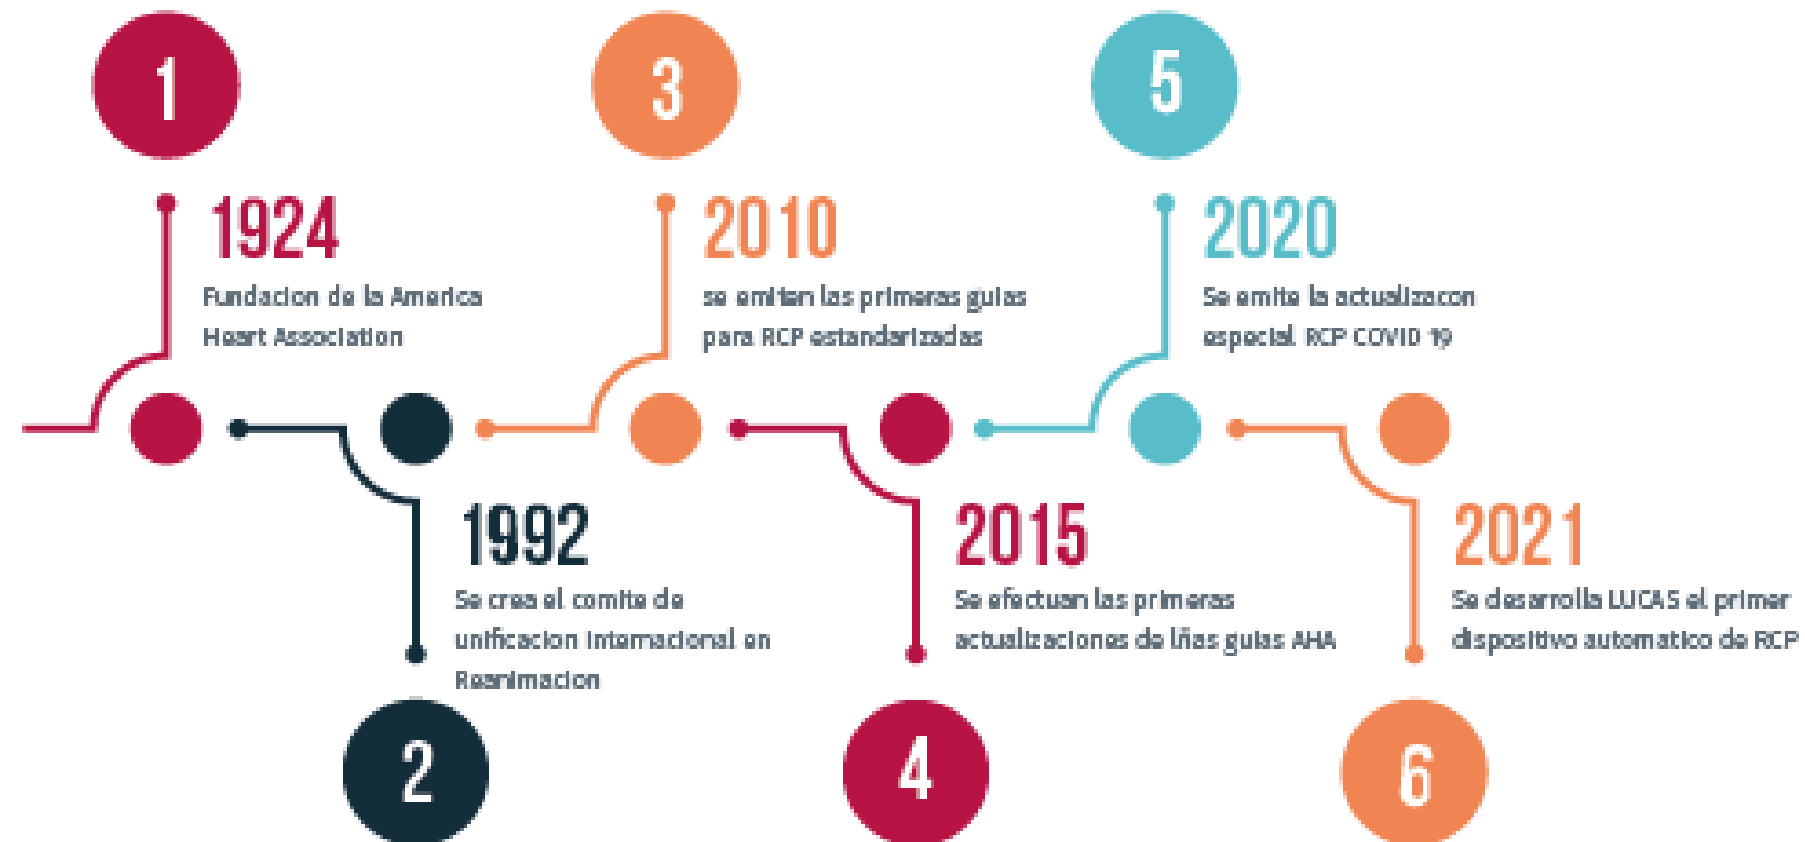 1
1924
Fundacion de la America
Heart Association
2
1992
Se crea el comite de
unificacion internacional en
Reanimacion
3
2010
se emiten las primeras guias
para RCP estandarizadas
4
2015
Se efectuan las primeras
actualizaciones de lñas guias AHA
5
2020
Se emite la actualizacon
especial RCP COVID 19
6
2021
Se desarrolla LUCAS el primer
dispositivo automatico de RCP